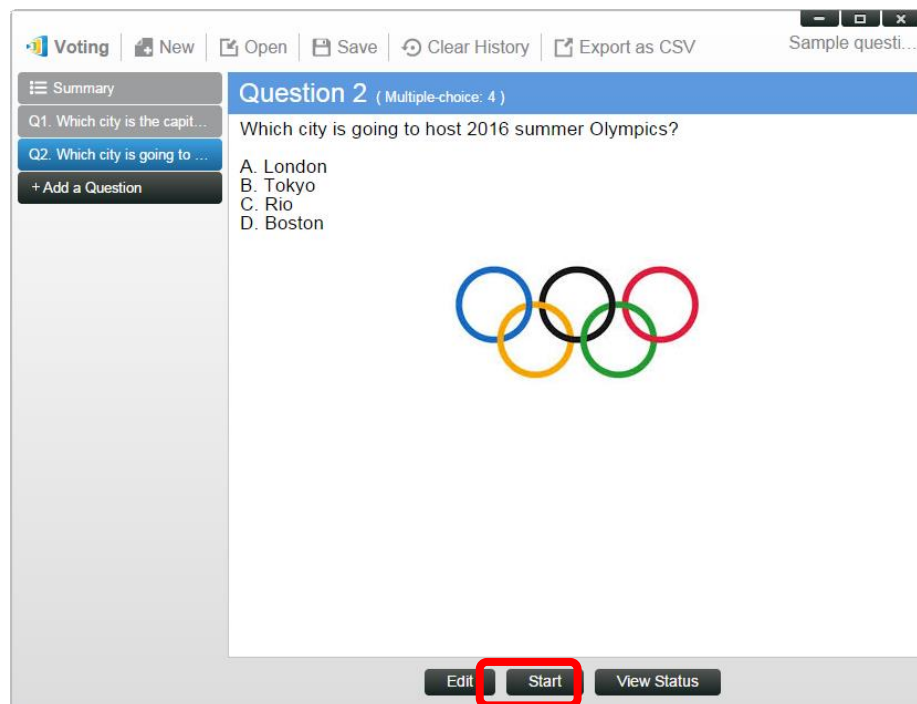 Voting New Open Save Clear History Export as CSV Sample questi...
Summary
Q1. Which city is the capit...
Q2. Which city is going to ...
+ Add a Question
Question 2 ( Multiple-choice: 4 )
Which city is going to host 2016 summer Olympics?
A. London
B. Tokyo
C. Rio
D. Boston
Edit Start View Status